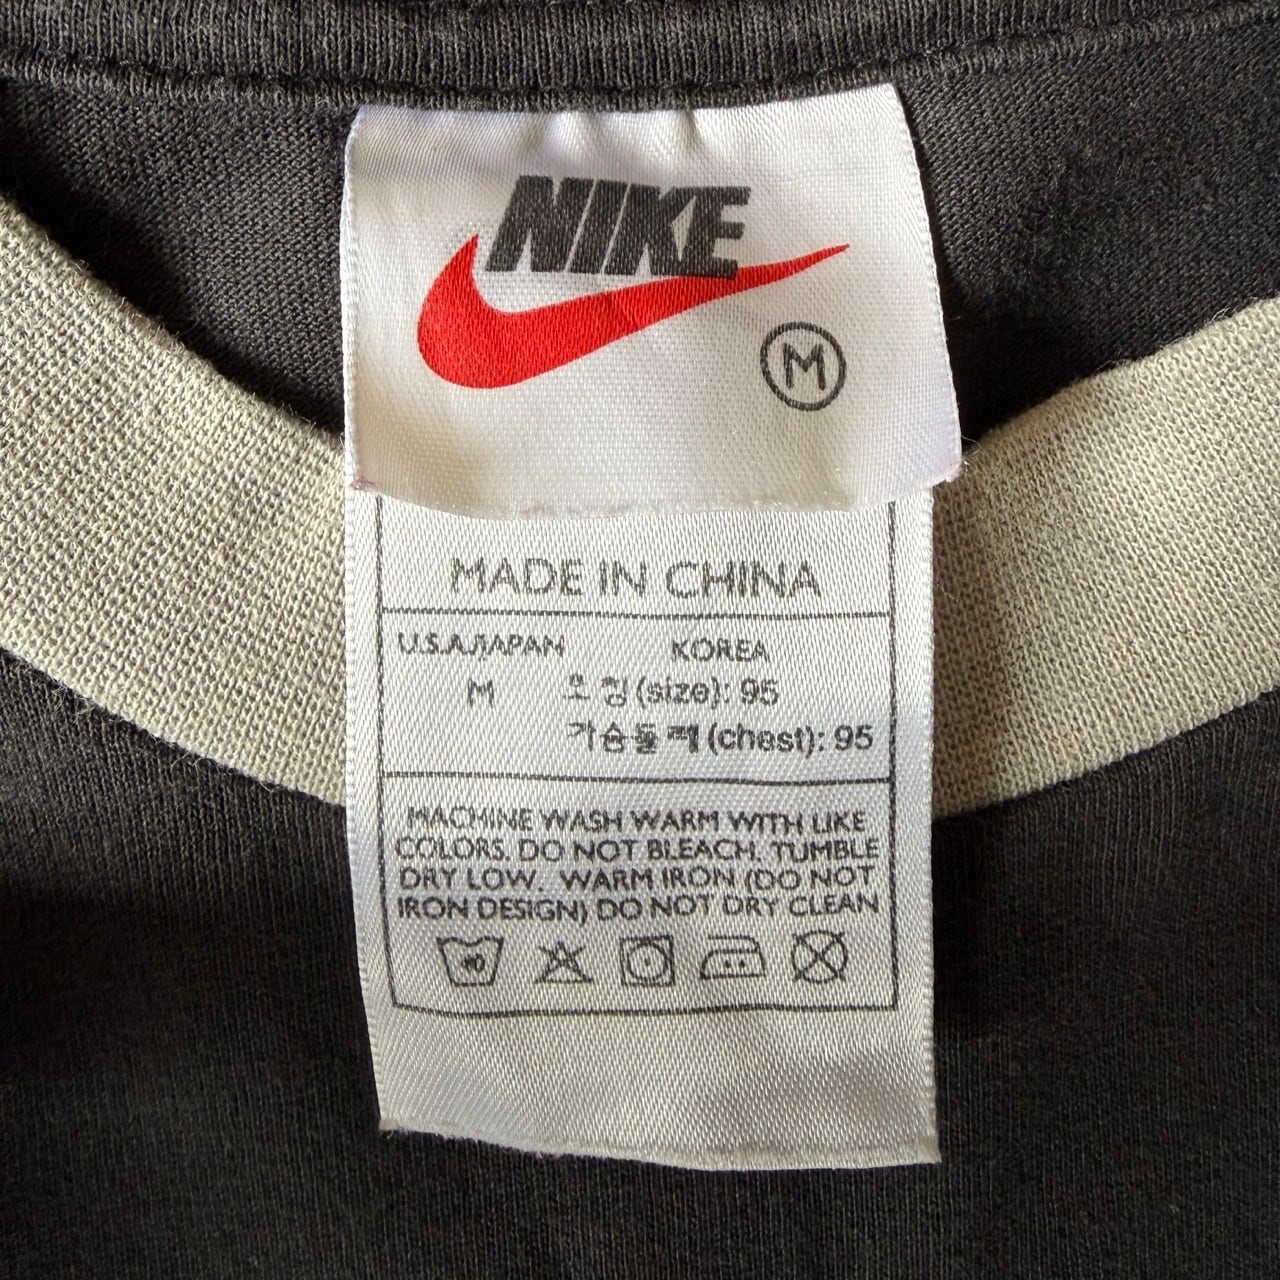 NIKE
M
MADE IN CHINA
U.S.A./JAPAN KOREA
M 호칭 (size): 95
가슴둘레 (chest): 95
MACHINE WASH WARM WITH LIKE
COLORS. DO NOT BLEACH. TUMBLE
DRY LOW. WARM IRON (DO NOT
IRON DESIGN) DO NOT DRY CLEAN
40